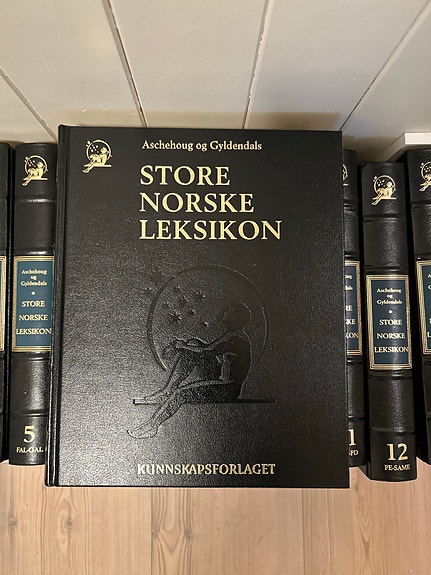 Aschehoug og Gyldendals
STORE
NORSKE
LEKSIKON
KUNNSKAPSFORLAGET
Aschehoug
og
Gyldendals
STORE
NORSKE
LEKSIKON
5
FAL-GAL
Aschehoug
og
Gyldendals
STORE
NORSKE
LEKSIKON
12
PE-SAME